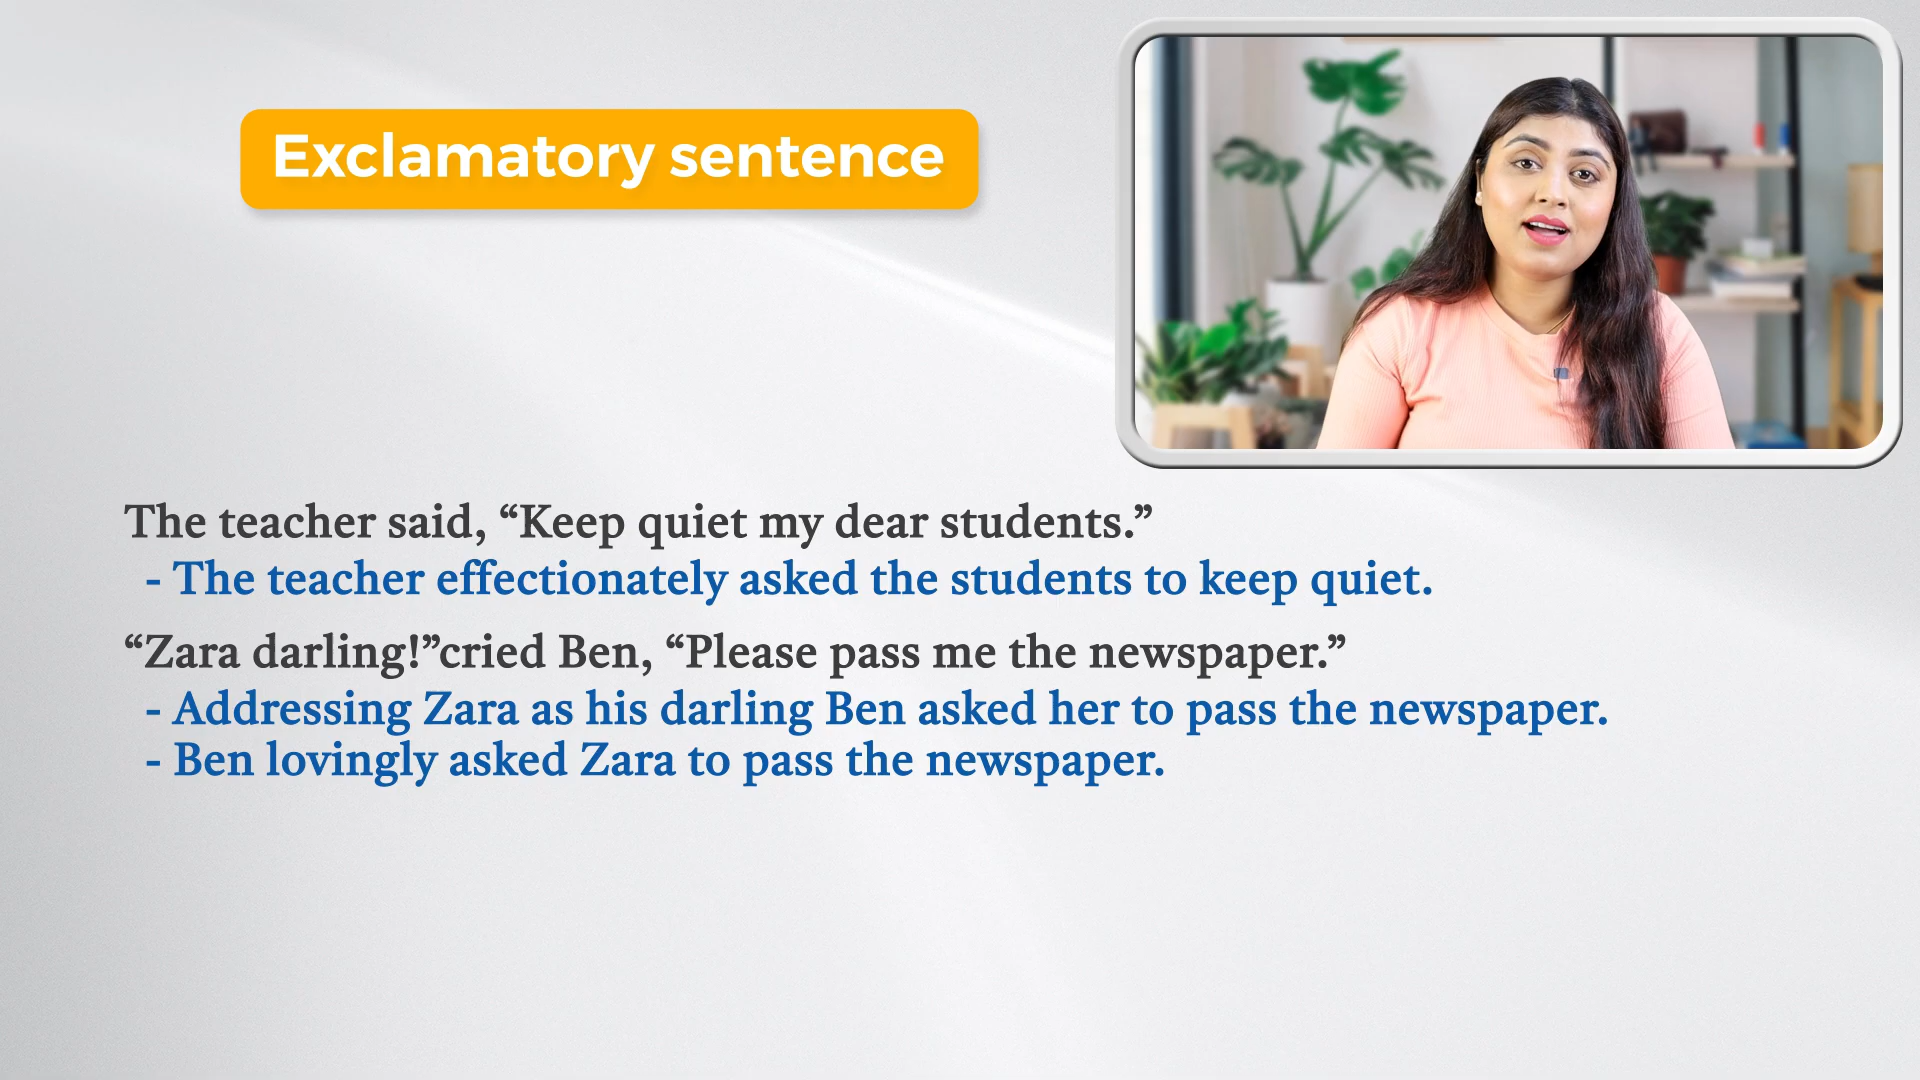 Exclamatory sentence
The teacher said, “Keep quiet my dear students.”
- The teacher effectionately asked the students to keep quiet.
“Zara darling!”cried Ben, “Please pass me the newspaper.”
- Addressing Zara as his darling Ben asked her to pass the newspaper.
- Ben lovingly asked Zara to pass the newspaper.